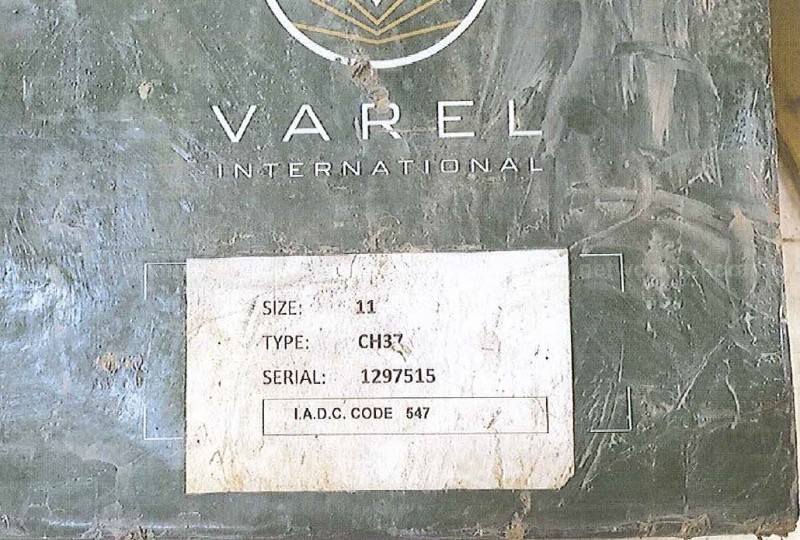 VAREL
INTERNATIONAL
SIZE: 11
TYPE: CH37
SERIAL: 1297515
I.A.D.C. CODE 547